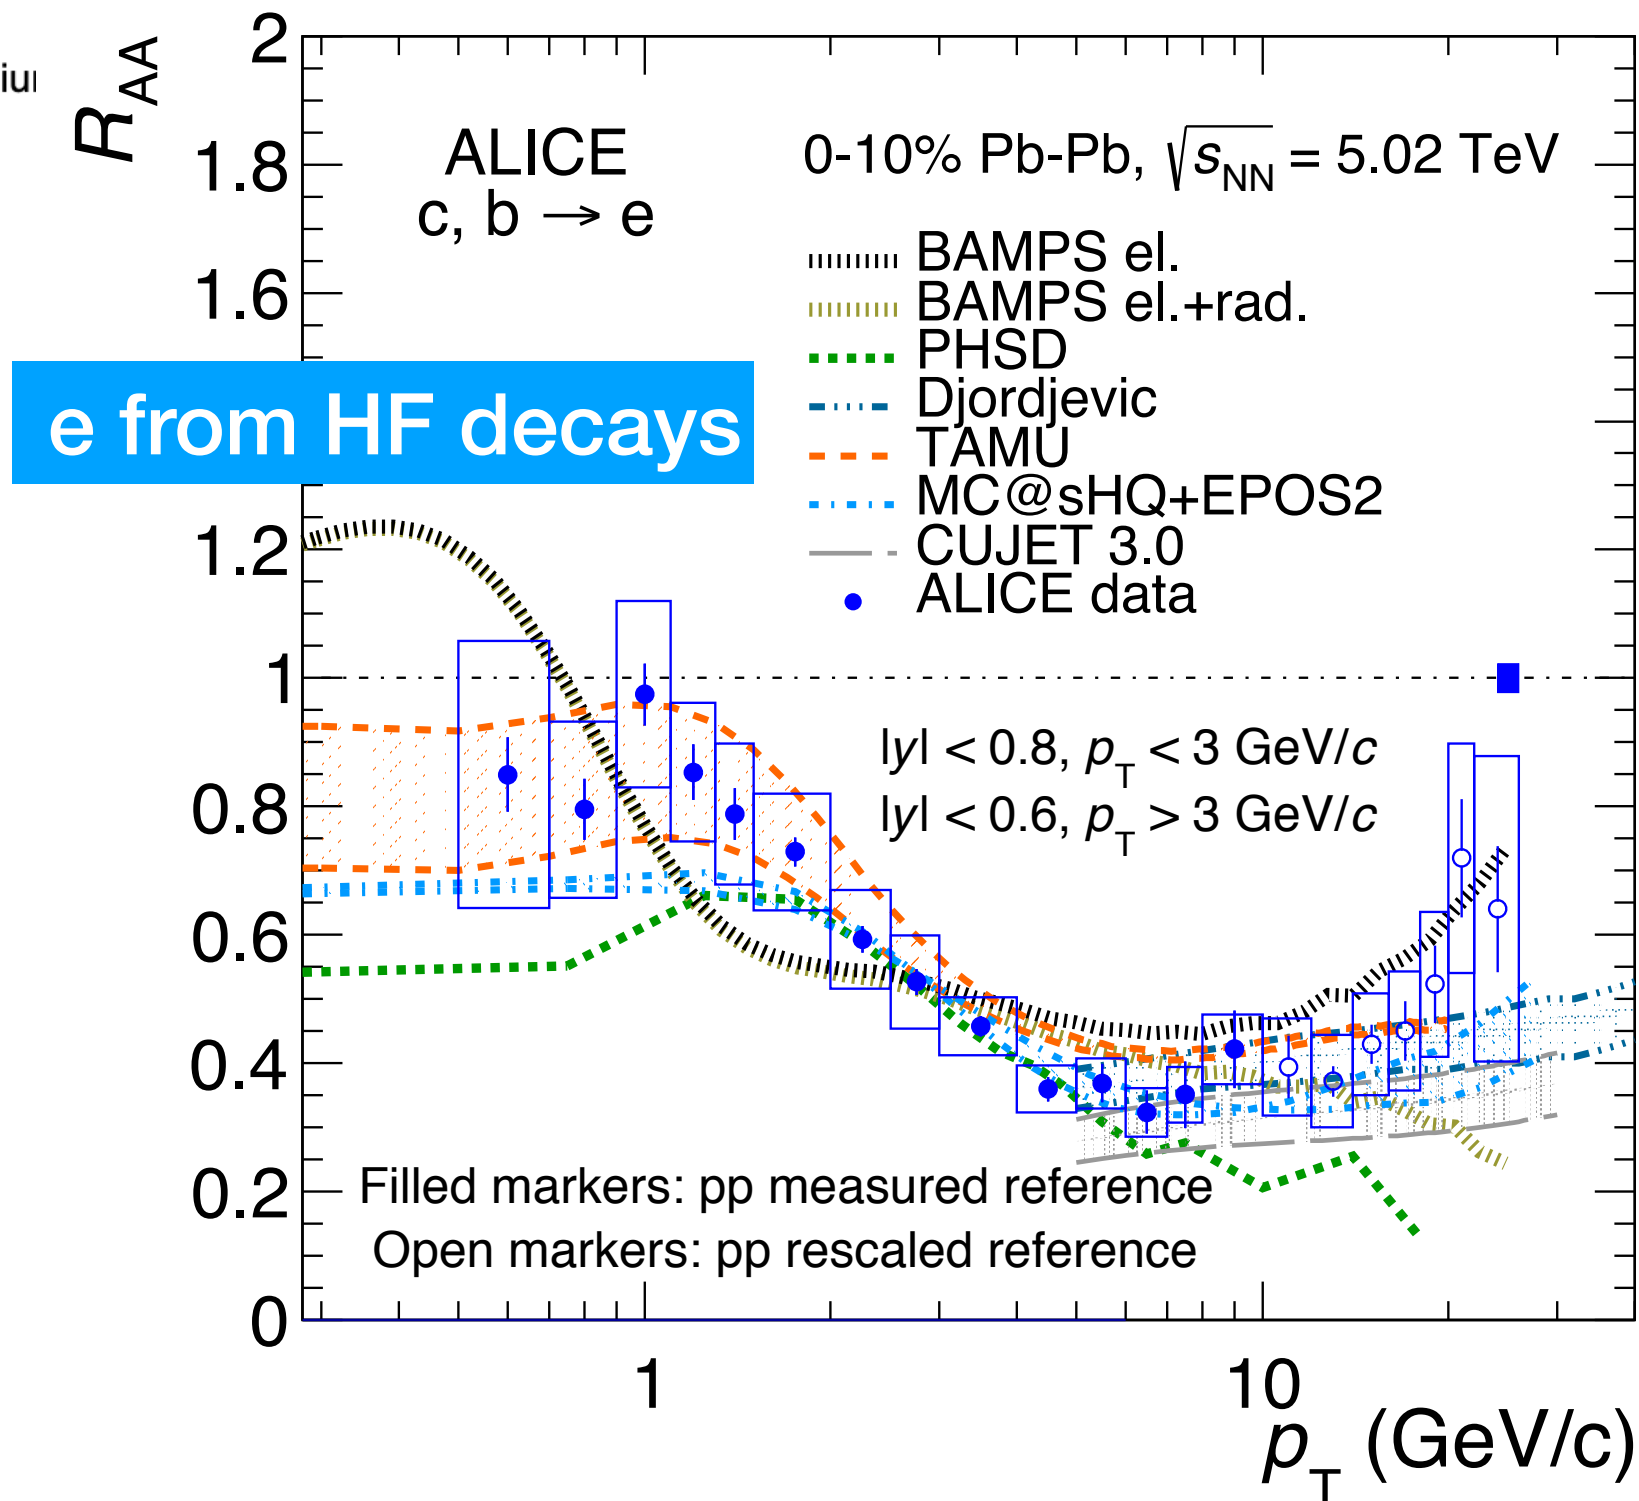 R_AA
2
1.8
1.6
1.2
1
0.8
0.6
0.4
0.2
0
ALICE
c, b → e
0-10% Pb-Pb, √s_NN = 5.02 TeV
BAMPS el.
BAMPS el.+rad.
PHSD
Djordjevic
TAMU
MC@sHQ+EPOS2
CUJET 3.0
ALICE data
e from HF decays
|y| < 0.8, p_T < 3 GeV/c
|y| < 0.6, p_T > 3 GeV/c
Filled markers: pp measured reference
Open markers: pp rescaled reference
1
10
p_T (GeV/c)